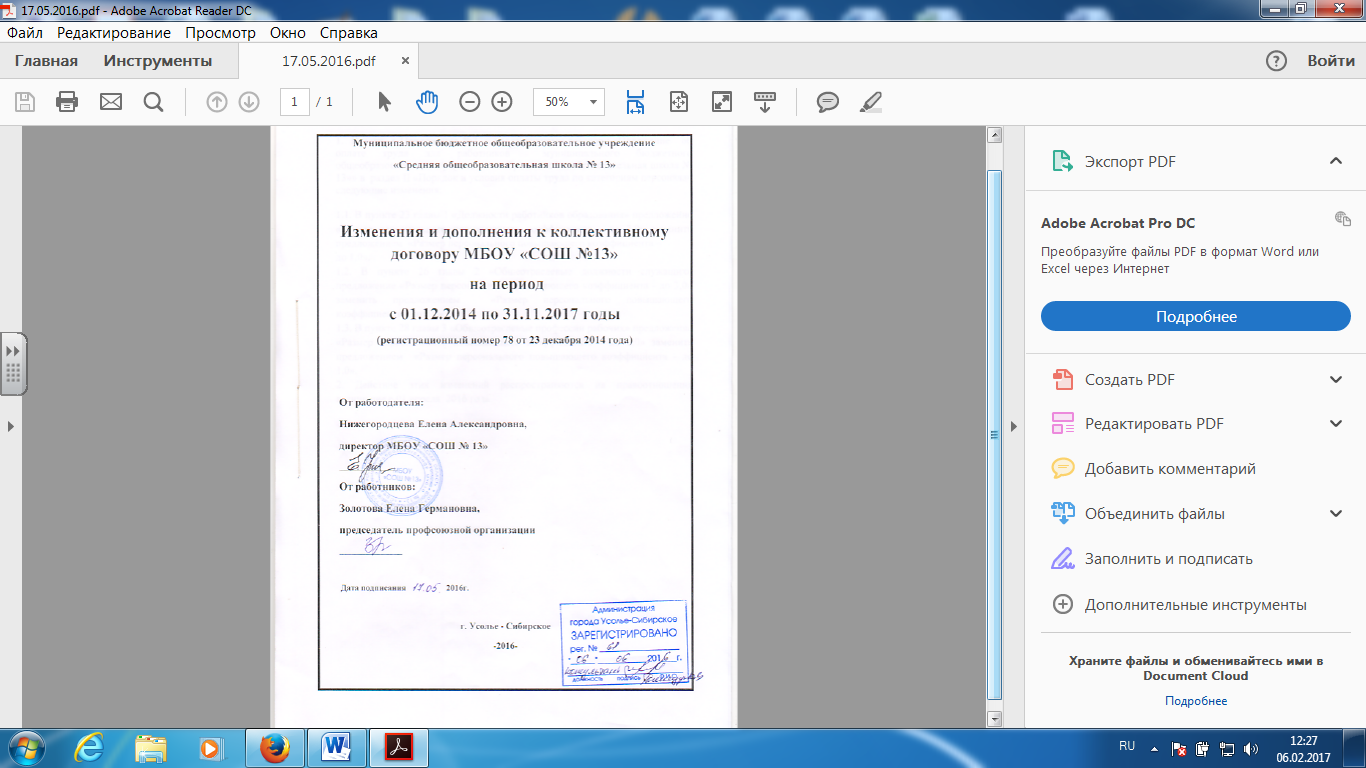 17.05.2016.pdf - Adobe Acrobat Reader DC
Файл Редактирование Просмотр Окно Справка
Главная Инструменты 17.05.2016.pdf × Войти
1 / 1 50%
Муниципальное бюджетное общеобразовательное учреждение
«Средняя общеобразовательная школа № 13»
Изменения и дополнения к коллективному
договору МБОУ «СОШ №13»
на период
с 01.12.2014 по 31.11.2017 годы
(регистрационный номер 78 от 23 декабря 2014 года)
От работодателя:
Нижегородцева Елена Александровна,
директор МБОУ «СОШ № 13»
От работников:
Золотова Елена Германовна,
председатель профсоюзной организации
Дата подписания 17.05 2016г.
г. Усолье - Сибирское
-2016-
Администрация
города Усолье-Сибирское
ЗАРЕГИСТРИРОВАНО
рег. №
" 06 " 06 2016 г.
должность подпись
Экспорт PDF
Adobe Acrobat Pro DC
Преобразуйте файлы PDF в формат Word или
Excel через Интернет
Подробнее
Создать PDF
Редактировать PDF
Добавить комментарий
Объединить файлы
Заполнить и подписать
Дополнительные инструменты
Храните файлы и обменивайтесь ими в
Document Cloud
Подробнее
RU
12:27
06.02.2017